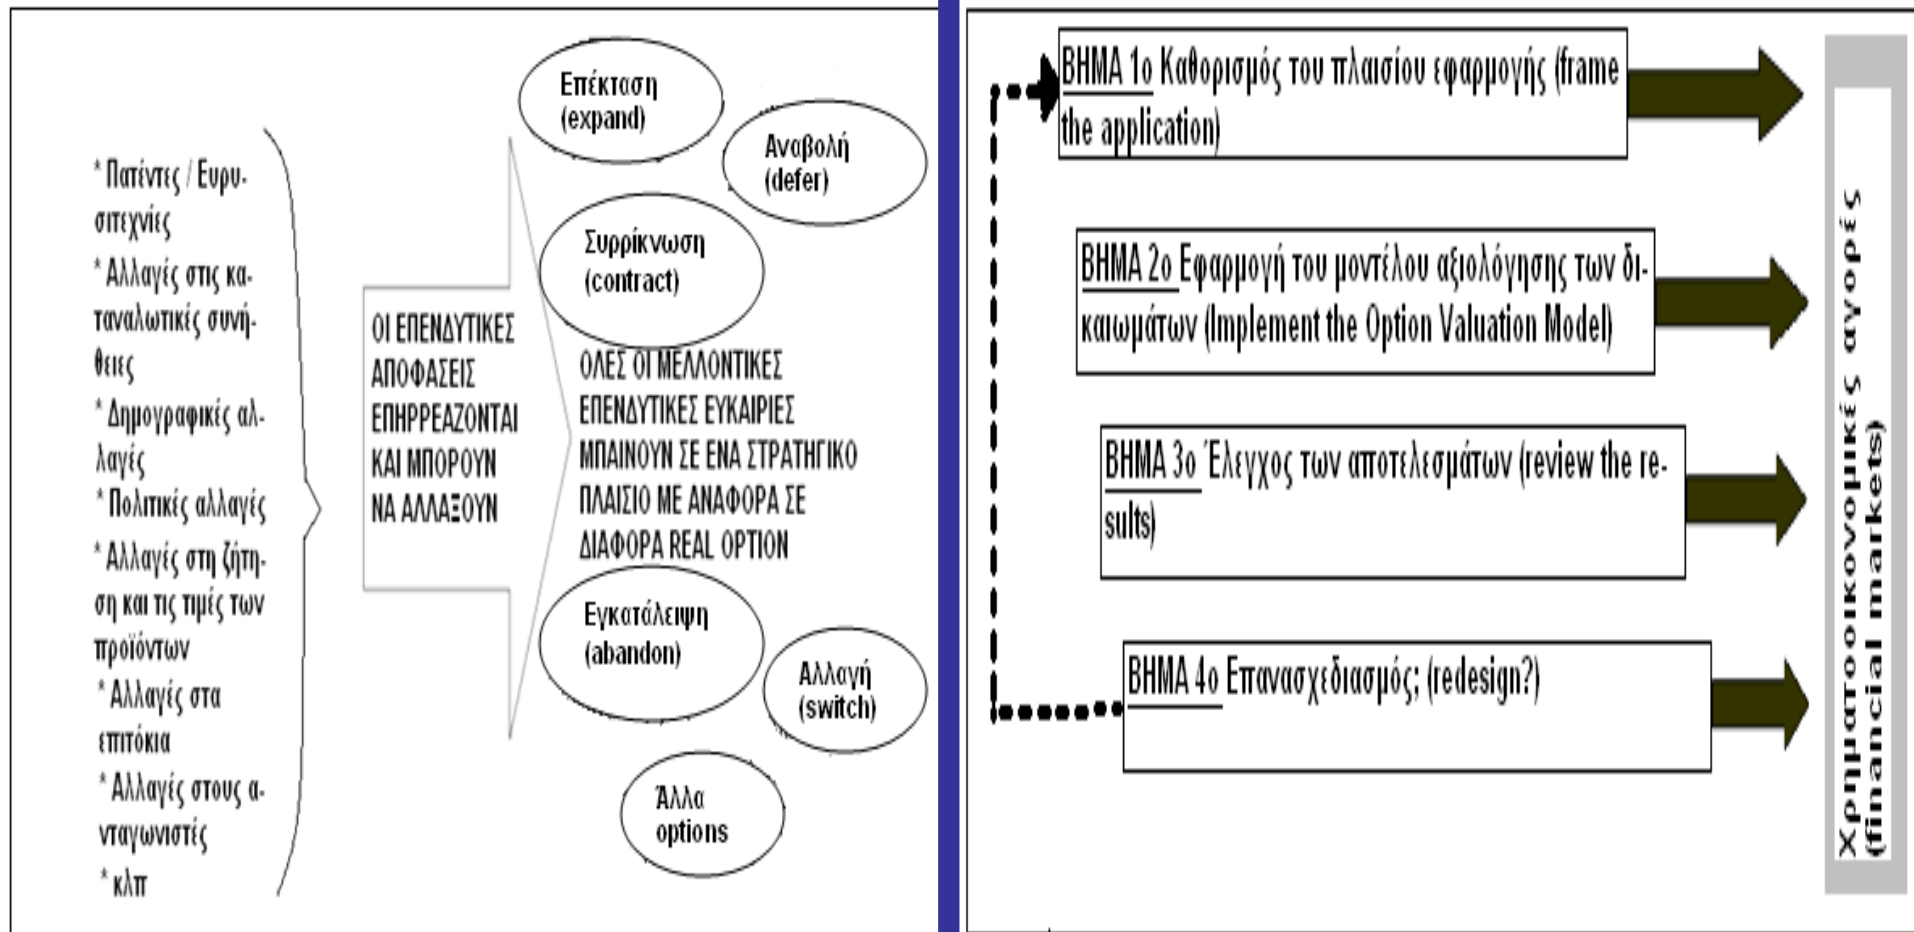 * Πατέντες / Ευρυ-
σιτεχνίες
* Αλλαγές στις κα-
ταναλωτικές συνή-
θειες
* Δημογραφικές αλ-
λαγές
* Πολιτικές αλλαγές
* Αλλαγές στη ζήτη-
ση και τις τιμές των
προϊόντων
* Αλλαγές στα
επιτόκια
* Αλλαγές στους α-
νταγωνιστές
* κλπ
ΟΙ ΕΠΕΝΔΥΤΙΚΕΣ
ΑΠΟΦΑΣΕΙΣ
ΕΠΗΡΡΕΑΖΟΝΤΑΙ
ΚΑΙ ΜΠΟΡΟΥΝ
ΝΑ ΑΛΛΑΞΟΥΝ
Επέκταση
(expand)
Αναβολή
(defer)
Συρρίκνωση
(contract)
ΟΛΕΣ ΟΙ ΜΕΛΛΟΝΤΙΚΕΣ
ΕΠΕΝΔΥΤΙΚΕΣ ΕΥΚΑΙΡΙΕΣ
ΜΠΑΙΝΟΥΝ ΣΕ ΕΝΑ ΣΤΡΑΤΗΓΙΚΟ
ΠΛΑΙΣΙΟ ΜΕ ΑΝΑΦΟΡΑ ΣΕ
ΔΙΑΦΟΡΑ REAL OPTION
Εγκατάλειψη
(abandon)
Αλλαγή
(switch)
Άλλα
options
ΒΗΜΑ 1ο Καθορισμός του πλαισίου εφαρμογής (frame
the application)
ΒΗΜΑ 2ο Εφαρμογή του μοντέλου αξιολόγησης των δι-
καιωμάτων (Implement the Option Valuation Model)
ΒΗΜΑ 3ο Έλεγχος των αποτελεσμάτων (review the re-
sults)
ΒΗΜΑ 4ο Επανασχεδιασμός; (redesign?)
Χρηματοοικονομικές αγορές
(financial markets)